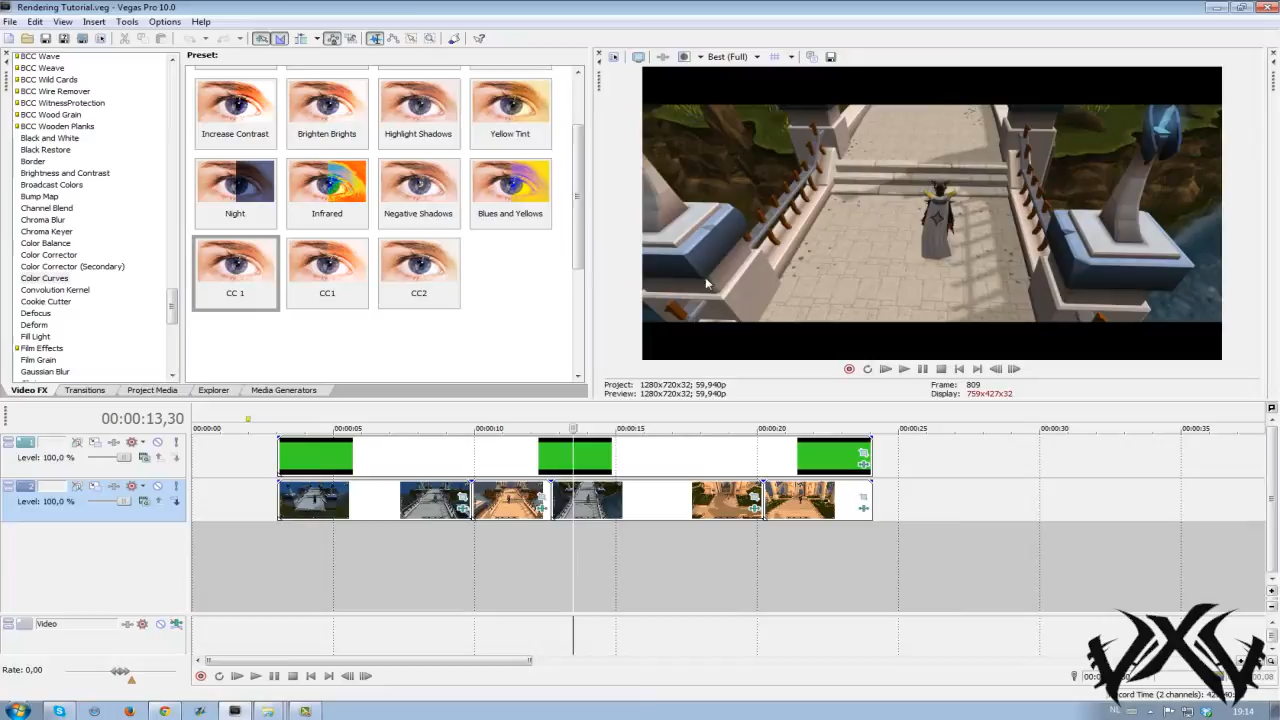 Rendering Tutorial.veg - Vegas Pro 10.0
File Edit View Insert Tools Options Help
BCC Wave
BCC Weave
BCC Wild Cards
BCC Wire Remover
BCC WitnessProtection
BCC Wood Grain
BCC Wooden Planks
Black and White
Black Restore
Border
Brightness and Contrast
Broadcast Colors
Bump Map
Channel Blend
Chroma Blur
Chroma Keyer
Color Balance
Color Corrector
Color Corrector (Secondary)
Color Curves
Convolution Kernel
Cookie Cutter
Defocus
Deform
Fill Light
Film Effects
Film Grain
Gaussian Blur
Preset:
Increase Contrast Brighten Brights Highlight Shadows Yellow Tint
Night Infrared Negative Shadows Blues and Yellows
CC 1 CC1 CC2
Best (Full)
Project: 1280x720x32; 59,940p Frame: 809
Preview: 1280x720x32; 59,940p Display: 759x427x32
Video FX Transitions Project Media Explorer Media Generators
00:00:13,30
00:00:00 00:00:05 00:00:10 00:00:15 00:00:20 00:00:25 00:00:30 00:00:35
1
Level: 100,0 %
2
Level: 100,0 %
Video
Rate: 0,00
NL
19:14